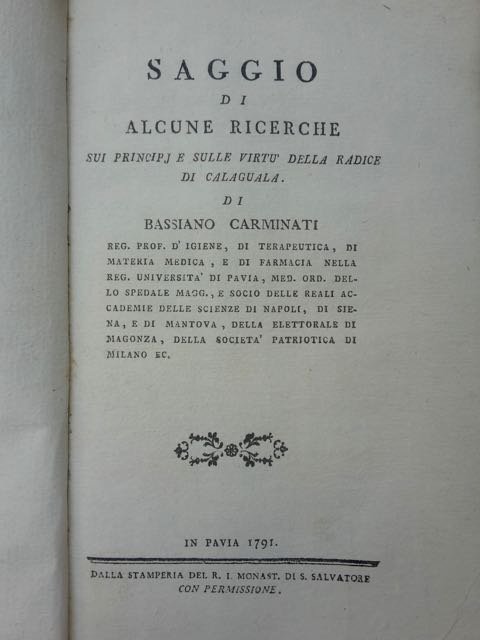 SAGGIO
DI
ALCUNE RICERCHE
SUI PRINCIPJ E SULLE VIRTU' DELLA RADICE
DI CALAGUALA.
DI
BASSIANO CARMINATI
REG. PROF. D' IGIENE, DI TERAPEUTICA, DI
MATERIA MEDICA, E DI FARMACIA NELLA
REG. UNIVERSITA' DI PAVIA, MED. ORD. DEL-
LO SPEDALE MAGG., E SOCIO DELLE REALI AC-
CADEMIE DELLE SCIENZE DI NAPOLI, DI SIE-
NA, E DI MANTOVA, DELLA ELETTORALE DI
MAGONZA, DELLA SOCIETA' PATRIOTICA DI
MILANO EC.
IN PAVIA 1791.
DALLA STAMPERIA DEL R. I. MONAST. DI S. SALVATORE
CON PERMISSIONE.